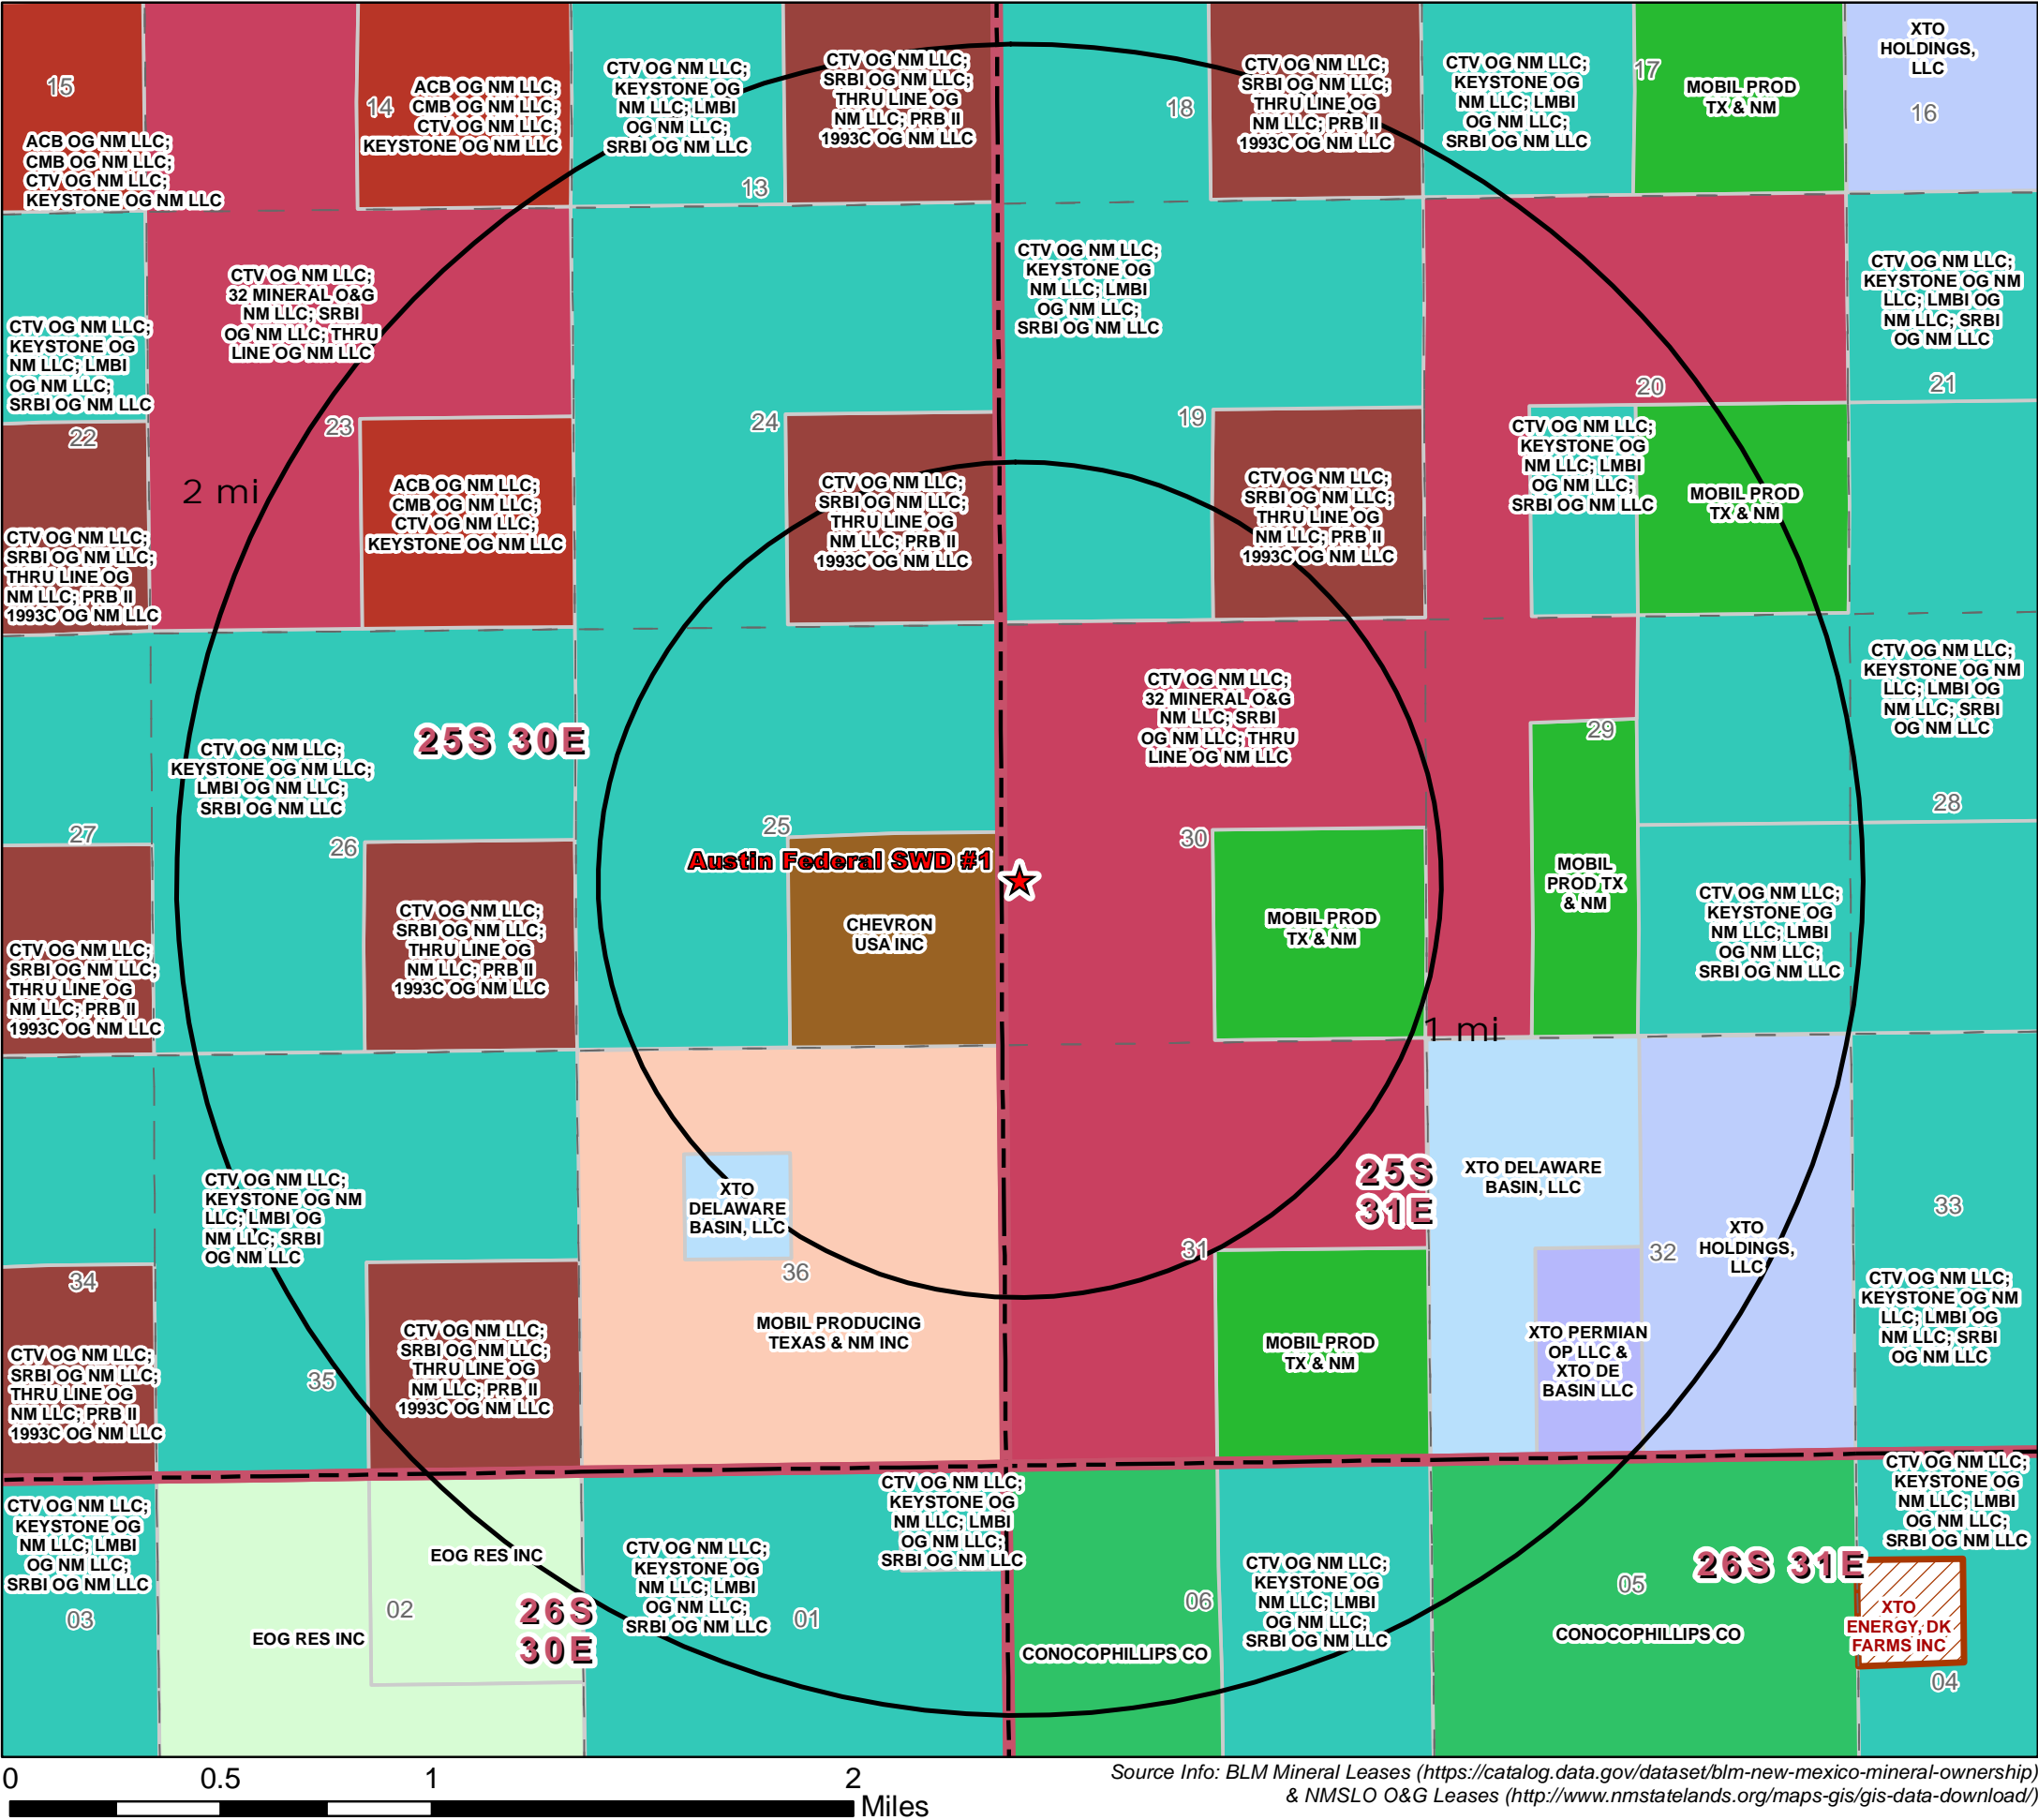 15
ACB OG NM LLC;
CMB OG NM LLC;
CTV OG NM LLC;
KEYSTONE OG NM LLC
14
ACB OG NM LLC;
CMB OG NM LLC;
CTV OG NM LLC;
KEYSTONE OG NM LLC
CTV OG NM LLC;
KEYSTONE OG
NM LLC; LMBI
OG NM LLC;
SRBI OG NM LLC
13
CTV OG NM LLC;
SRBI OG NM LLC;
THRU LINE OG
NM LLC; PRB II
1993C OG NM LLC
18
CTV OG NM LLC;
SRBI OG NM LLC;
THRU LINE OG
NM LLC; PRB II
1993C OG NM LLC
CTV OG NM LLC;
KEYSTONE OG
NM LLC; LMBI
OG NM LLC;
SRBI OG NM LLC
17
MOBIL PROD
TX & NM
XTO
HOLDINGS,
LLC
16
CTV OG NM LLC;
KEYSTONE OG
NM LLC; LMBI
OG NM LLC;
SRBI OG NM LLC
22
CTV OG NM LLC;
32 MINERAL O&G
NM LLC; SRBI
OG NM LLC; THRU
LINE OG NM LLC
23
2 mi
CTV OG NM LLC;
SRBI OG NM LLC;
THRU LINE OG
NM LLC; PRB II
1993C OG NM LLC
ACB OG NM LLC;
CMB OG NM LLC;
CTV OG NM LLC;
KEYSTONE OG NM LLC
24
CTV OG NM LLC;
SRBI OG NM LLC;
THRU LINE OG
NM LLC; PRB II
1993C OG NM LLC
CTV OG NM LLC;
KEYSTONE OG
NM LLC; LMBI
OG NM LLC;
SRBI OG NM LLC
19
CTV OG NM LLC;
SRBI OG NM LLC;
THRU LINE OG
NM LLC; PRB II
1993C OG NM LLC
20
CTV OG NM LLC;
KEYSTONE OG
NM LLC; LMBI
OG NM LLC;
SRBI OG NM LLC
MOBIL PROD
TX & NM
CTV OG NM LLC;
KEYSTONE OG NM
LLC; LMBI OG
NM LLC; SRBI
OG NM LLC
21
25S 30E
CTV OG NM LLC;
KEYSTONE OG NM LLC;
LMBI OG NM LLC;
SRBI OG NM LLC
27
26
CTV OG NM LLC;
SRBI OG NM LLC;
THRU LINE OG
NM LLC; PRB II
1993C OG NM LLC
CTV OG NM LLC;
SRBI OG NM LLC;
THRU LINE OG
NM LLC; PRB II
1993C OG NM LLC
25
Austin Federal SWD #1
CHEVRON
USA INC
CTV OG NM LLC;
32 MINERAL O&G
NM LLC; SRBI
OG NM LLC; THRU
LINE OG NM LLC
30
MOBIL PROD
TX & NM
1 mi
29
MOBIL
PROD TX
& NM
CTV OG NM LLC;
KEYSTONE OG NM
LLC; LMBI OG
NM LLC; SRBI
OG NM LLC
28
CTV OG NM LLC;
KEYSTONE OG
NM LLC; LMBI
OG NM LLC;
SRBI OG NM LLC
CTV OG NM LLC;
KEYSTONE OG NM
LLC; LMBI OG
NM LLC; SRBI
OG NM LLC
34
CTV OG NM LLC;
SRBI OG NM LLC;
THRU LINE OG
NM LLC; PRB II
1993C OG NM LLC
35
CTV OG NM LLC;
SRBI OG NM LLC;
THRU LINE OG
NM LLC; PRB II
1993C OG NM LLC
XTO
DELAWARE
BASIN, LLC
36
MOBIL PRODUCING
TEXAS & NM INC
25S
31E
31
MOBIL PROD
TX & NM
XTO DELAWARE
BASIN, LLC
XTO PERMIAN
OP LLC &
XTO DE
BASIN LLC
32
XTO
HOLDINGS,
LLC
33
CTV OG NM LLC;
KEYSTONE OG NM
LLC; LMBI OG
NM LLC; SRBI
OG NM LLC
CTV OG NM LLC;
KEYSTONE OG
NM LLC; LMBI
OG NM LLC;
SRBI OG NM LLC
03
EOG RES INC
02
EOG RES INC
26S
30E
CTV OG NM LLC;
KEYSTONE OG
NM LLC; LMBI
OG NM LLC;
SRBI OG NM LLC
01
CTV OG NM LLC;
KEYSTONE OG
NM LLC; LMBI
OG NM LLC;
SRBI OG NM LLC
CONOCOPHILLIPS CO
06
CTV OG NM LLC;
KEYSTONE OG
NM LLC; LMBI
OG NM LLC;
SRBI OG NM LLC
05
CONOCOPHILLIPS CO
26S 31E
CTV OG NM LLC;
KEYSTONE OG
NM LLC; LMBI
OG NM LLC;
SRBI OG NM LLC
XTO
ENERGY, DK
FARMS INC
04
0 0.5 1 2
Miles
Source Info: BLM Mineral Leases (https://catalog.data.gov/dataset/blm-new-mexico-mineral-ownership)
& NMSLO O&G Leases (http://www.nmstatelands.org/maps-gis/gis-data-download/)